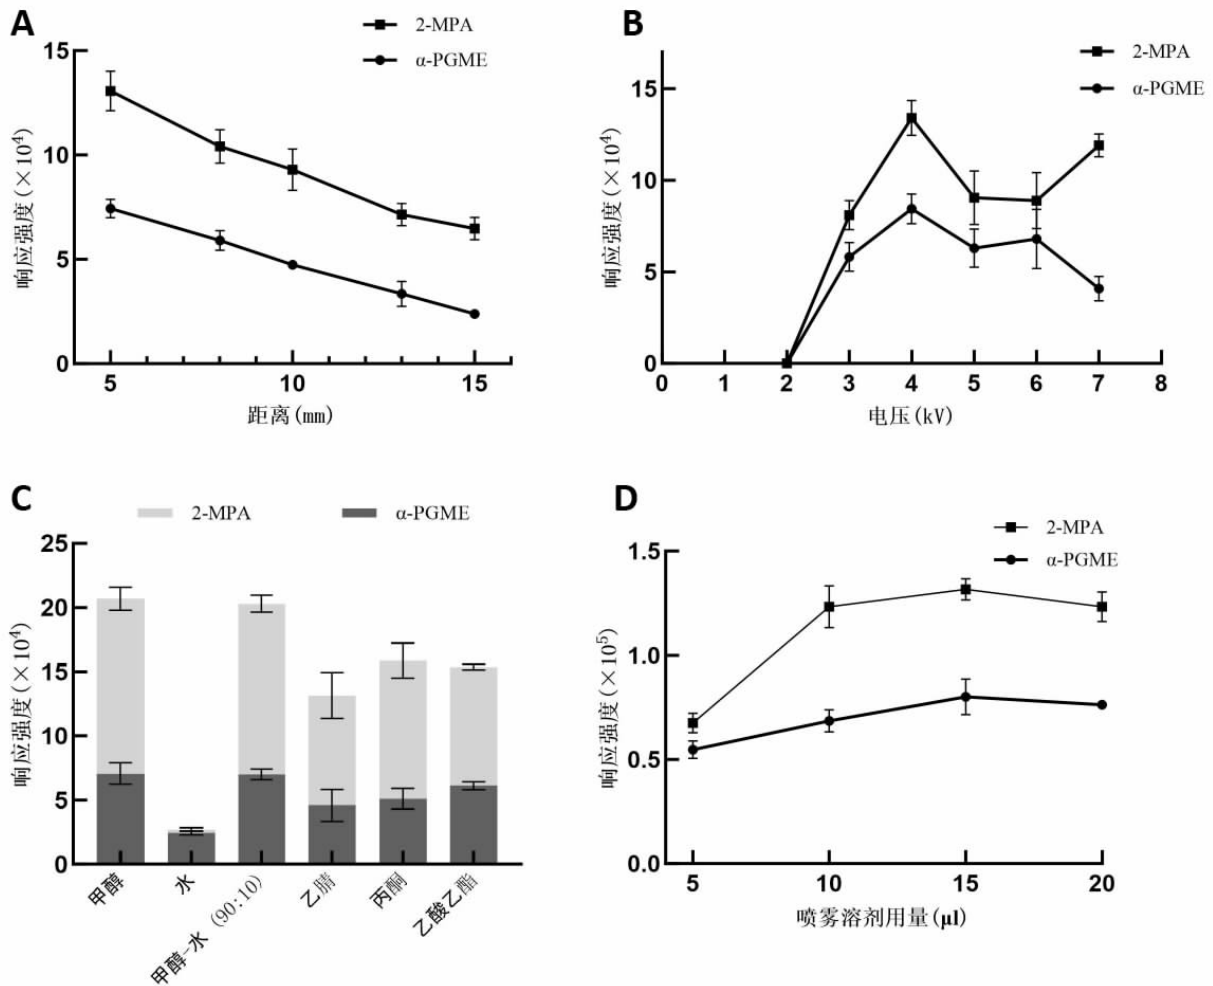 A
2-MPA
α-PGME
15
10
5
0
响应强度(×10⁴)
5 10 15
距离(mm)
B
2-MPA
α-PGME
15
10
5
0
响应强度(×10⁴)
0 1 2 3 4 5 6 7 8
电压(kV)
C
2-MPA α-PGME
25
20
15
10
5
0
响应强度(×10⁴)
甲醇
水
甲醇-水 (90:10)
乙腈
丙酮
乙酸乙酯
D
2-MPA
α-PGME
1.5
1.0
0.5
0.0
响应强度(×10⁵)
5 10 15 20
喷雾溶剂用量(μl)